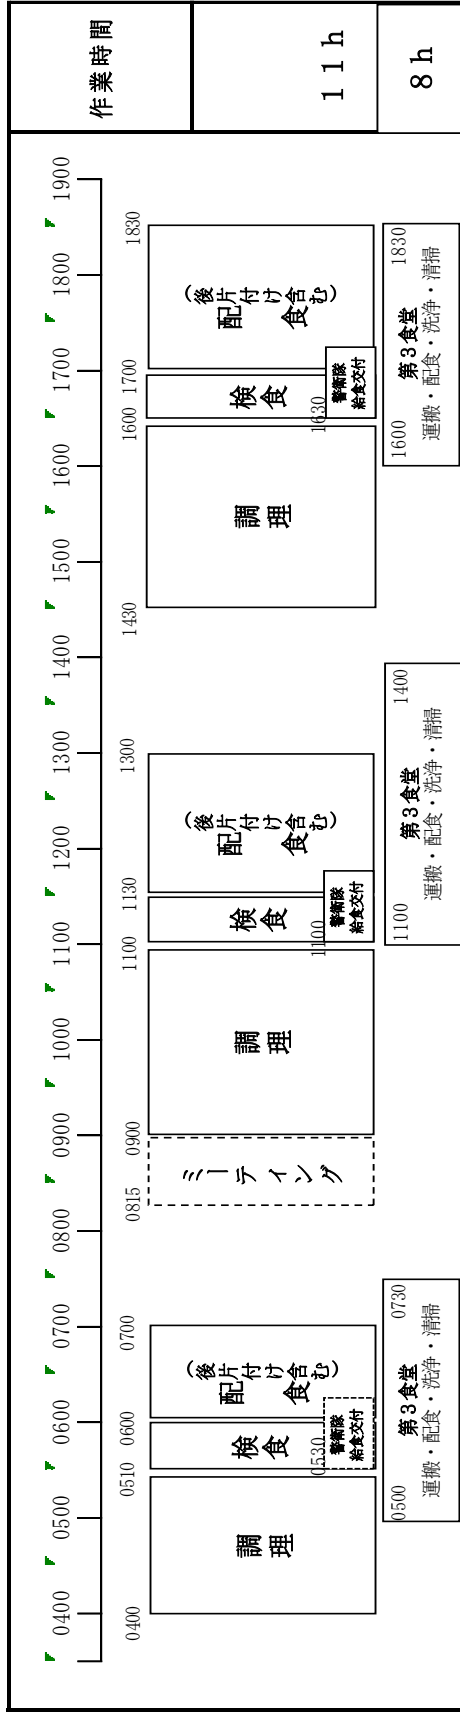 作業時間
11h
8h
0400
0500
0600
0700
0800
0900
1000
1100
1200
1300
1400
1500
1600
1700
1800
1900
0400
0510
0600
0700
0815
0900
1100
1130
1300
1430
1600
1700
1830
調理
検食
配食
(後片付け含む)
0530
警衛隊
給食交付
ミーティング
調理
検食
配食
(後片付け含む)
1100
警衛隊
給食交付
調理
検食
配食
(後片付け含む)
1630
警衛隊
給食交付
0500
0730
第3食堂
運搬・配食・洗浄・清掃
1100
1400
第3食堂
運搬・配食・洗浄・清掃
1600
1830
第3食堂
運搬・配食・洗浄・清掃